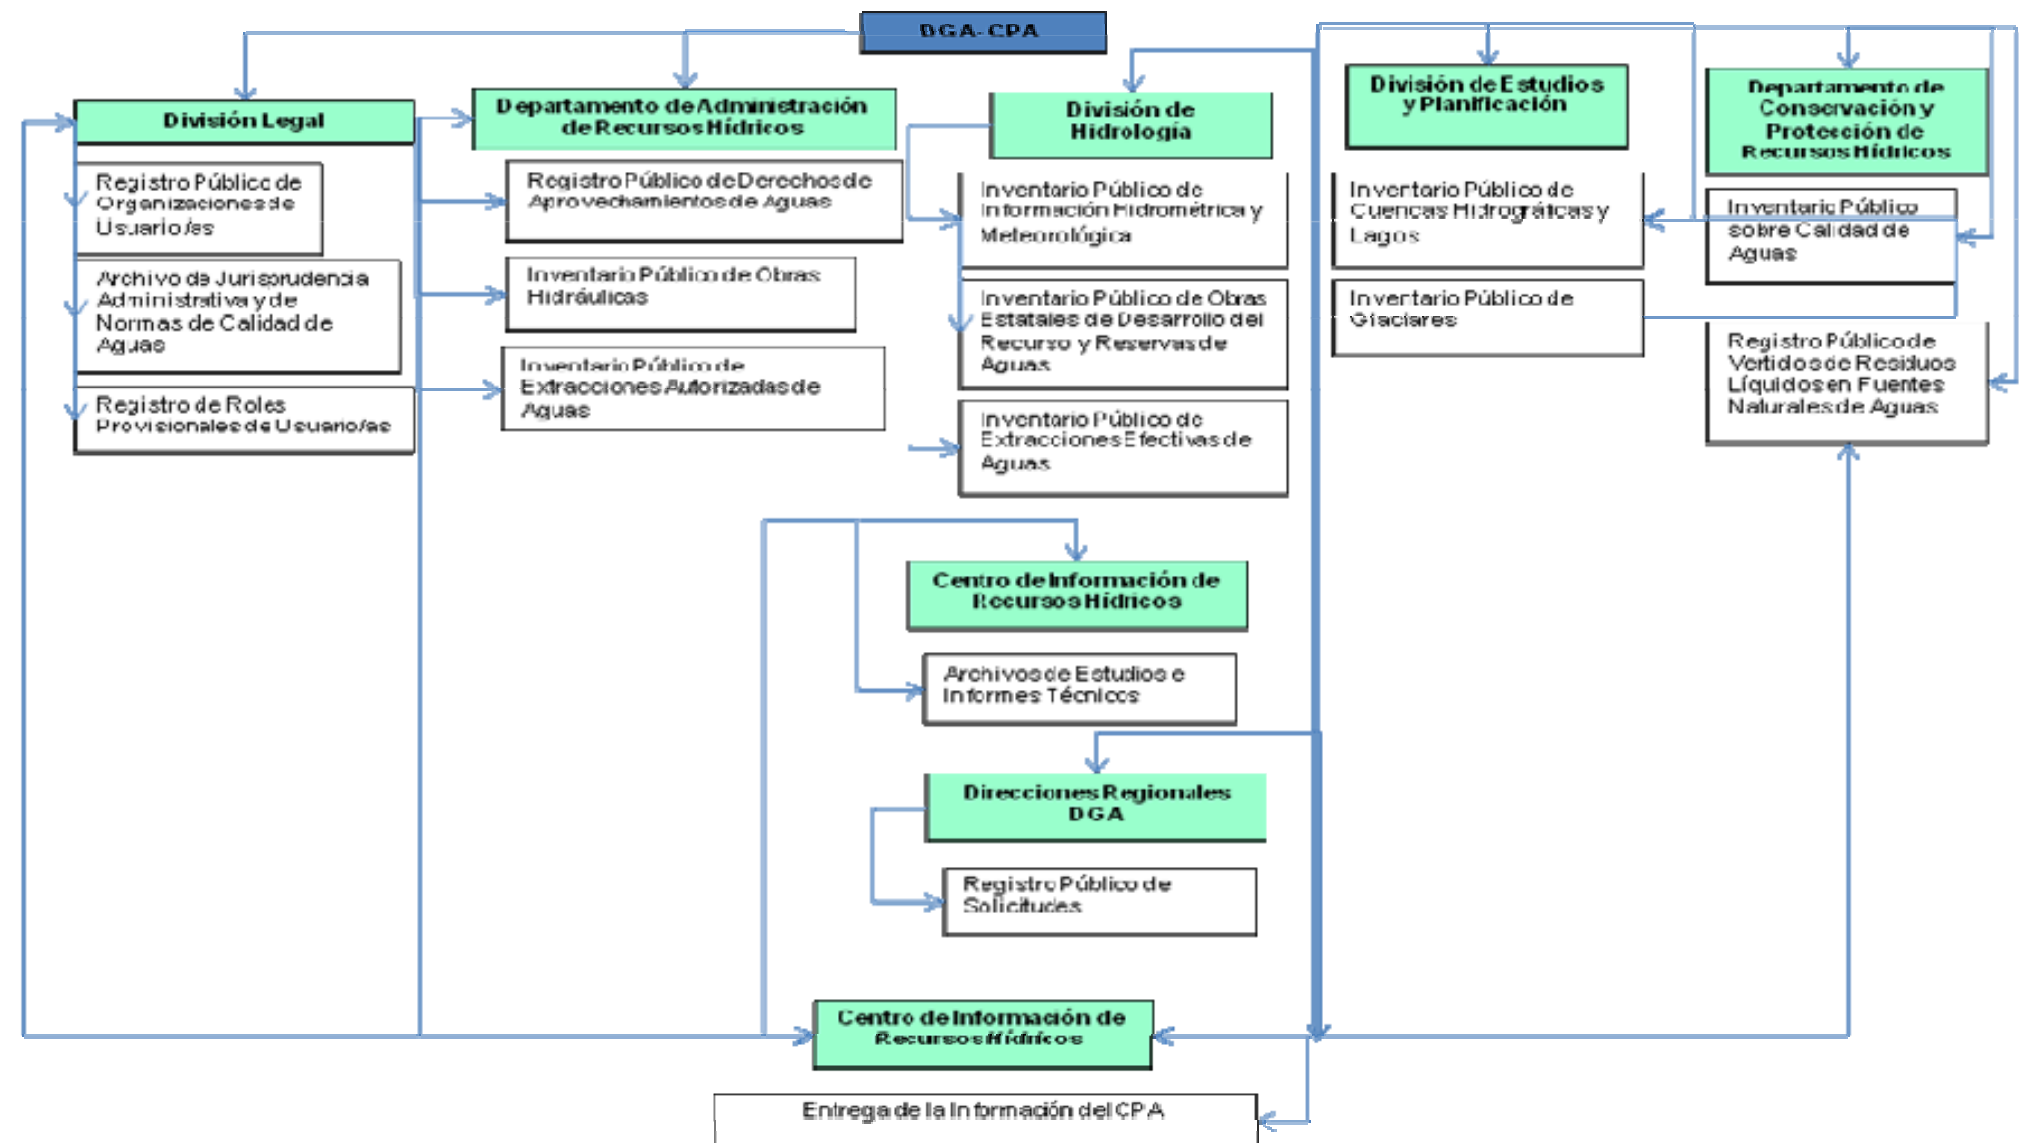 DGA-CPA
División Legal
Registro Público de
Organizaciones de
Usuario/as
Archivo de Jurisprudencia
Administrativa y de
Normas de Calidad de
Aguas
Registro de Roles
Provisionales de Usuario/as
Departamento de Administración
de Recursos Hídricos
Registro Público de Derechos de
Aprovechamientos de Aguas
Inventario Público de Obras
Hidráulicas
Inventario Público de
Extracciones Autorizadas de
Aguas
División de
Hidrología
Inventario Público de
Información Hidrométrica y
Meteorológica
Inventario Público de Obras
Estatales de Desarrollo del
Recurso y Reservas de
Aguas
Inventario Público de
Extracciones Efectivas de
Aguas
División de Estudios
y Planificación
Inventario Público de
Cuencas Hidrográficas y
Lagos
Inventario Público de
Glaciares
Departamento de
Conservación y
Protección de
Recursos Hídricos
Inventario Público
sobre Calidad de
Aguas
Registro Público de
Vertidos de Residuos
Líquidos en Fuentes
Naturales de Aguas
Centro de Información de
Recursos Hídricos
Archivos de Estudios e
Informes Técnicos
Direcciones Regionales
DGA
Registro Público de
Solicitudes
Centro de Información de
Recursos Hídricos
Entrega de la Información del CPA